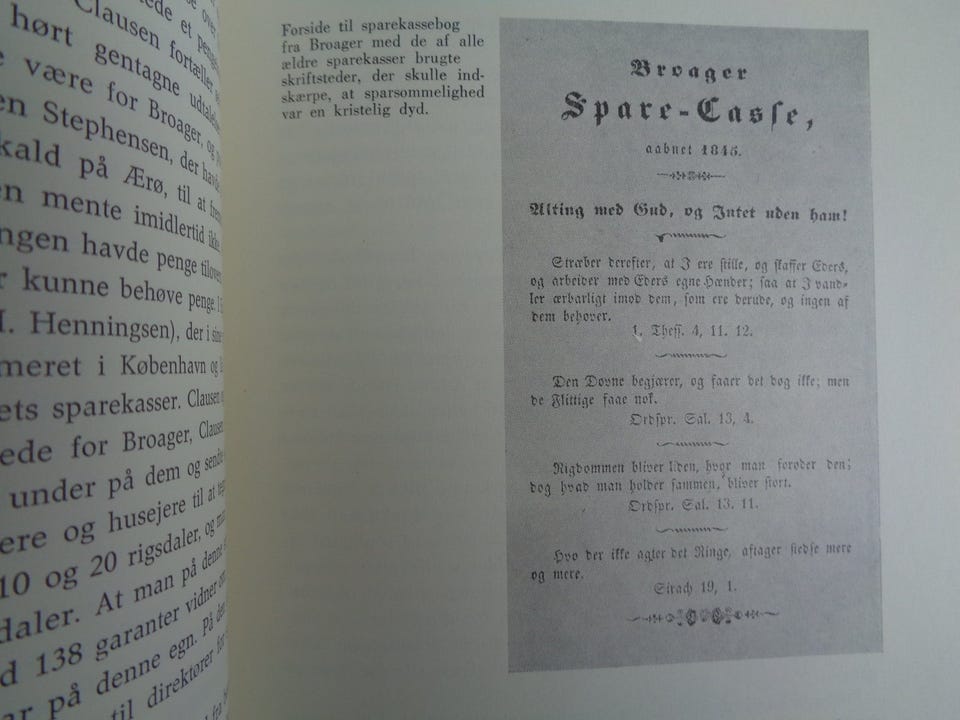 Clausen fortæller
hørt gentagne
være for Broager, og
en Stephensen, der havde
kald på Ærø, til at
en mente imidlertid
ngen havde penge
kunne behøve penge.
Henningsen), der i
meret i København og
ets sparekasser. Clausen
ede for Broager, Clausen
under på dem og sendte
ere og husejere til at
10 og 20 rigsdaler, og
daler. At man på denne
d 138 garanter vidner
ar på denne egn. På
til direktører for
Forside til sparekassebog
fra Broager med de af alle
ældre sparekasser brugte
skriftsteder, der skulle ind-
skærpe, at sparsommelighed
var en kristelig dyd.
Broager
Spare-Casse,
aabnet 1845.
Alting med Gud, og Intet uden ham!
Stræber derefter, at I ere stille, og skaffer Eders,
og arbeider med Eders egne Hænder; saa at I vand-
ler ærbarligt imod dem, som ere derude, og ingen af
dem behøver.
1. Thess. 4, 11. 12.
Den Dovne begjærer, og faaer det dog ikke; men
de Flittige faae nok.
Ordspr. Sal. 13, 4.
Rigdommen bliver liden, hvor man forøder den;
dog hvad man holder sammen, bliver stort.
Ordspr. Sal. 13. 11.
Hvo der ikke agter det Ringe, aftager stedse mere
og mere.
Sirach 19, 1.